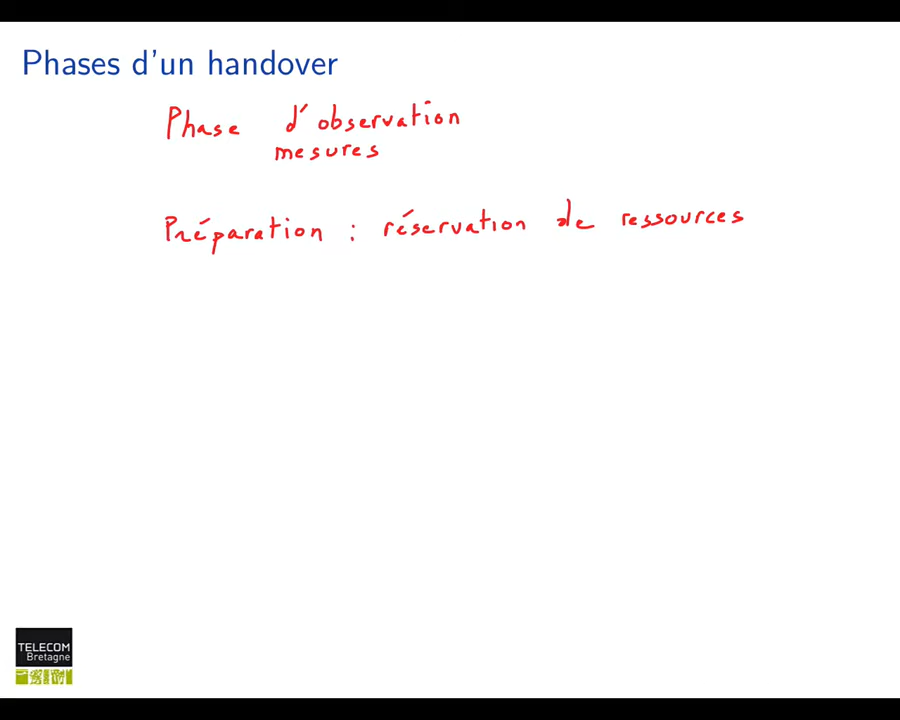 Phases d'un handover
Phase d'observation
mesures
Préparation : réservation de ressources
TELECOM
Bretagne